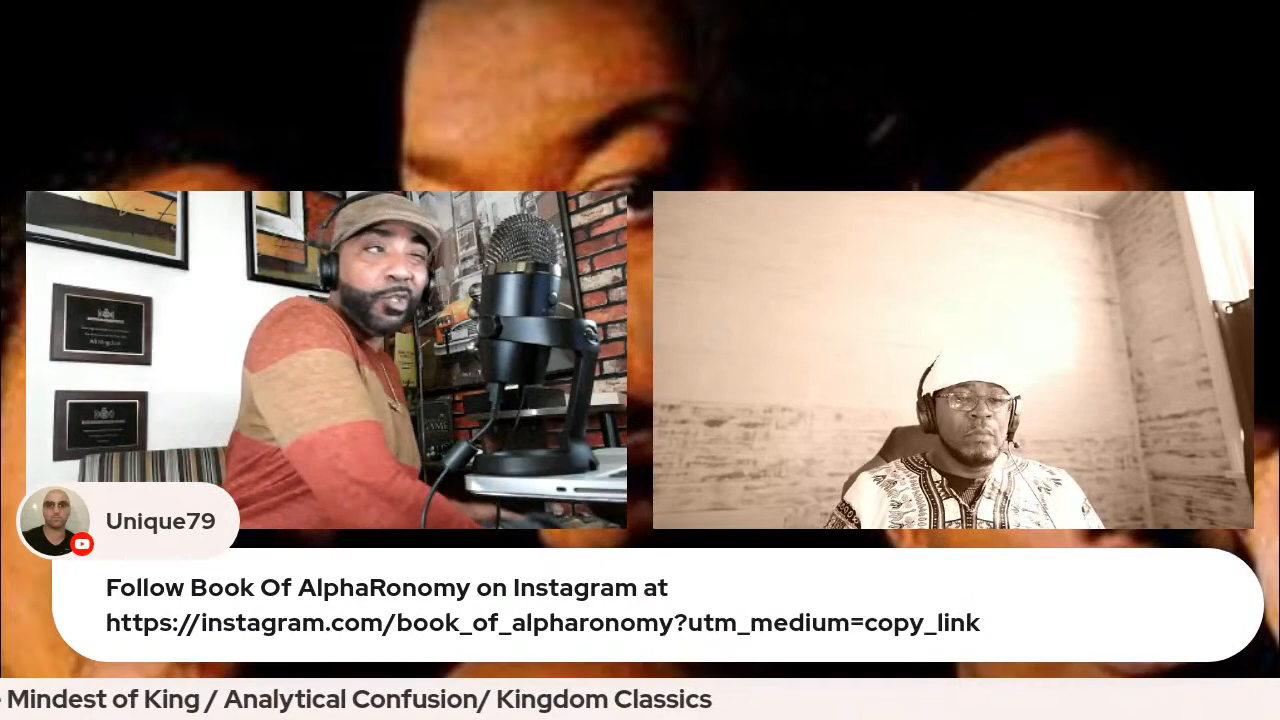 Unique79
Follow Book Of AlphaRonomy on Instagram at
https://instagram.com/book_of_alpharonomy?utm_medium=copy_link
Mindest of King / Analytical Confusion/ Kingdom Classics